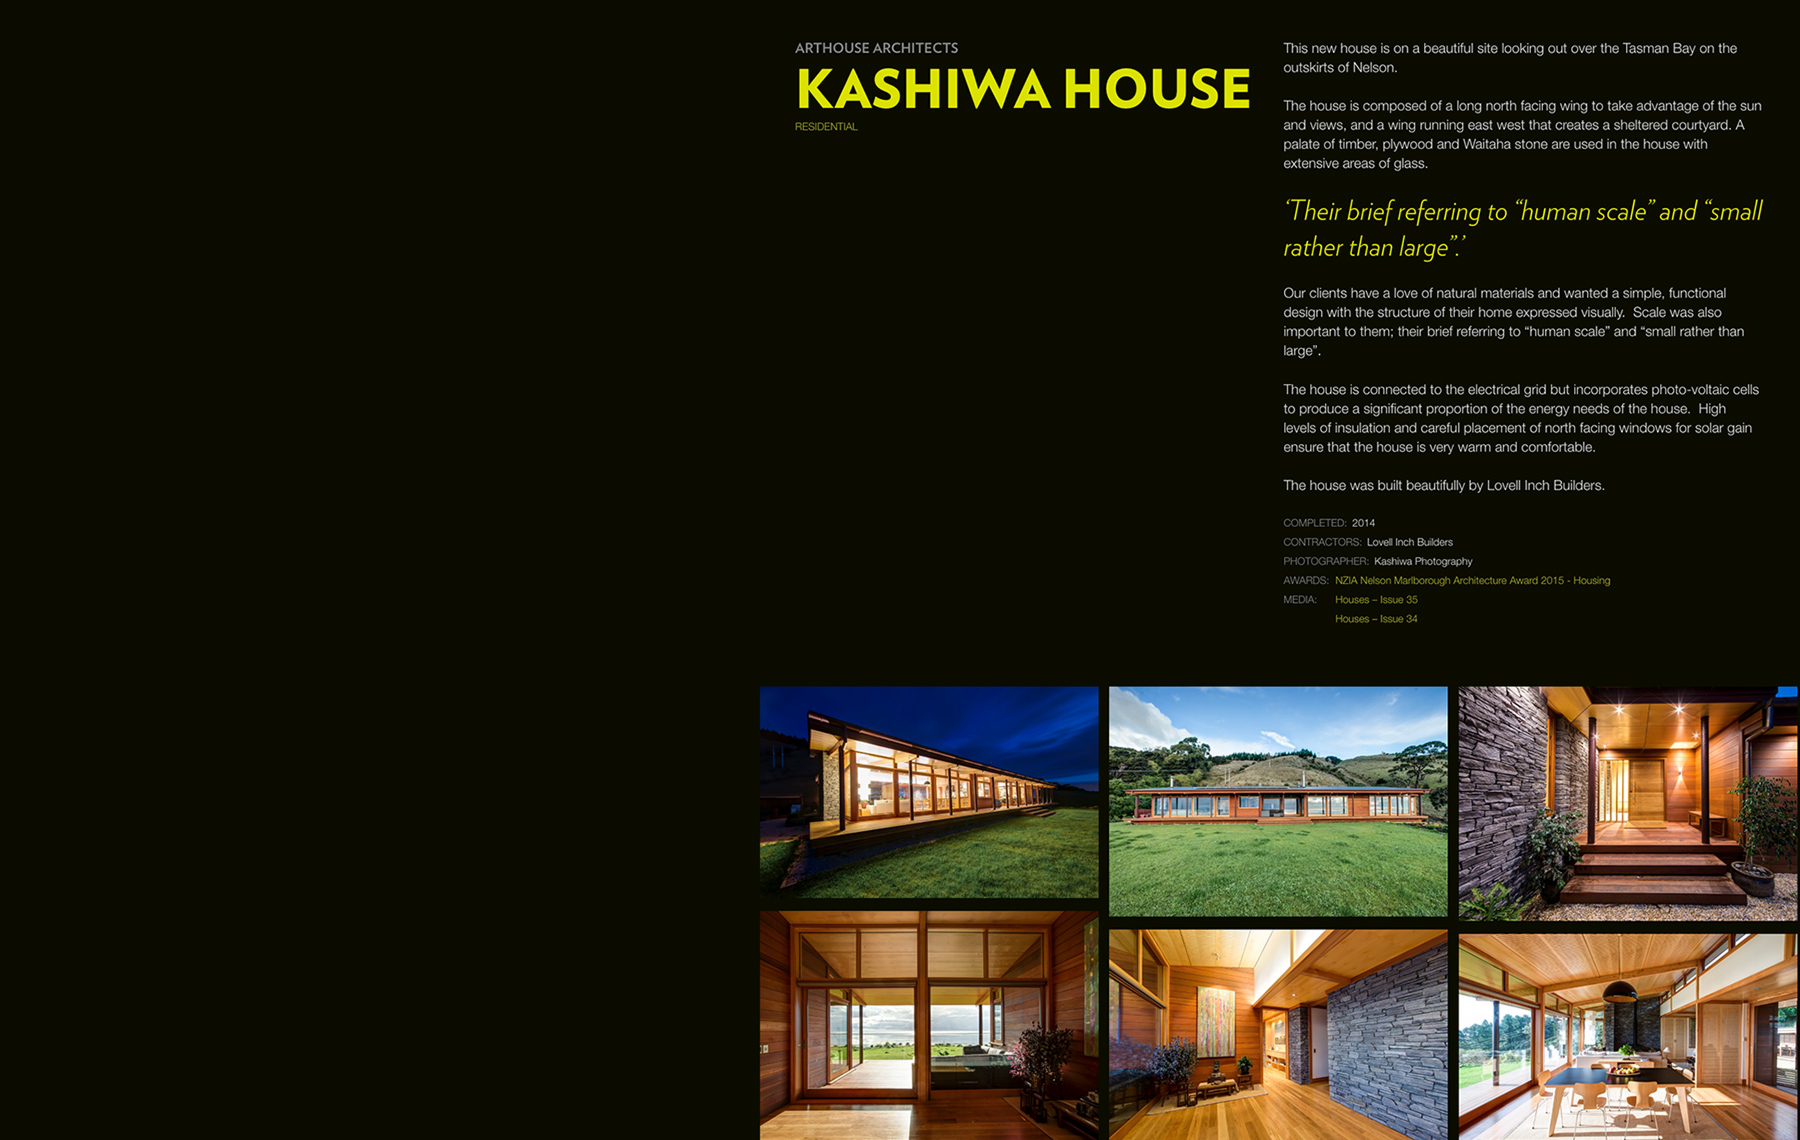 ARTHOUSE ARCHITECTS
KASHIWA HOUSE
RESIDENTIAL
This new house is on a beautiful site looking out over the Tasman Bay on the
outskirts of Nelson.
The house is composed of a long north facing wing to take advantage of the sun
and views, and a wing running east west that creates a sheltered courtyard. A
palate of timber, plywood and Waitaha stone are used in the house with
extensive areas of glass.
‘Their brief referring to “human scale” and “small
rather than large”.’
Our clients have a love of natural materials and wanted a simple, functional
design with the structure of their home expressed visually.  Scale was also
important to them; their brief referring to “human scale” and “small rather than
large”.
The house is connected to the electrical grid but incorporates photo-voltaic cells
to produce a significant proportion of the energy needs of the house.  High
levels of insulation and careful placement of north facing windows for solar gain
ensure that the house is very warm and comfortable.
The house was built beautifully by Lovell Inch Builders.
COMPLETED: 2014
CONTRACTORS: Lovell Inch Builders
PHOTOGRAPHER: Kashiwa Photography
AWARDS: NZIA Nelson Marlborough Architecture Award 2015 - Housing
MEDIA: Houses – Issue 35
Houses – Issue 34